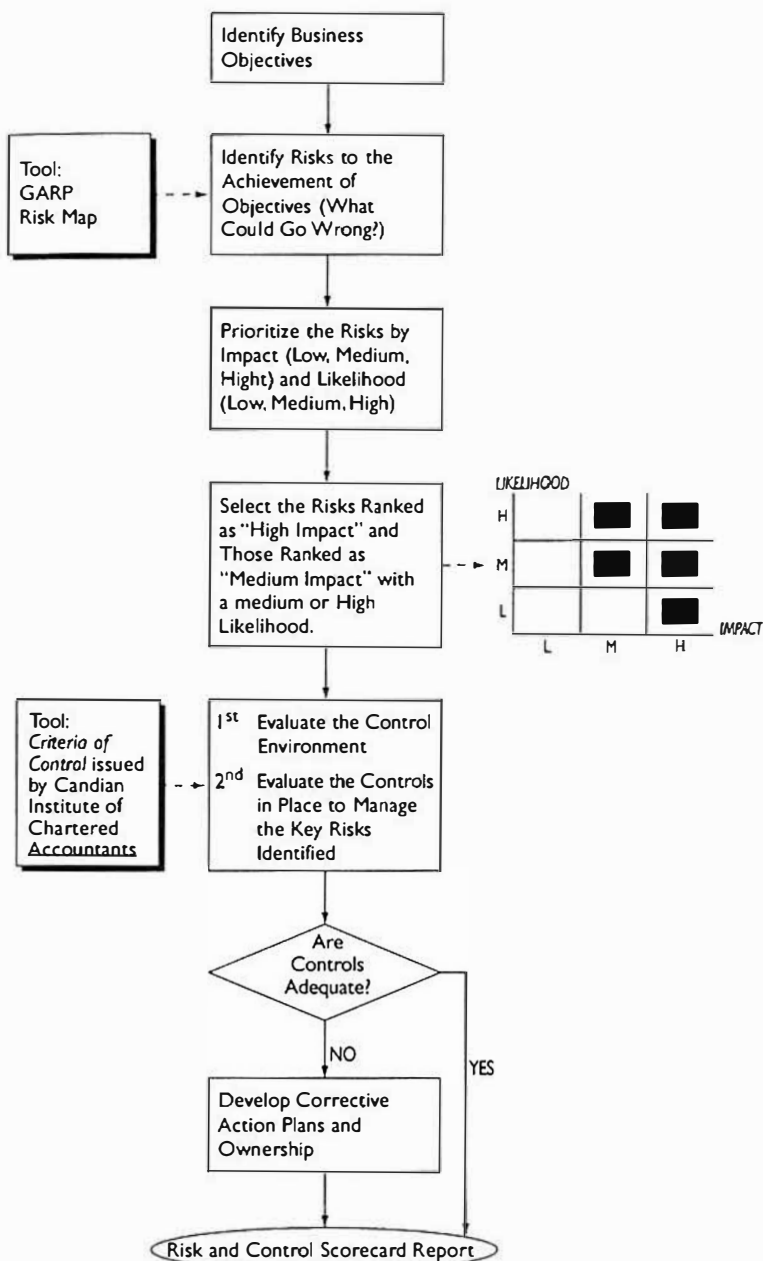 Identify Business
Objectives
Tool:
GARP
Risk Map
Identify Risks to the
Achievement of
Objectives (What
Could Go Wrong?)
Prioritize the Risks by
Impact (Low, Medium,
Hight) and Likelihood
(Low, Medium, High)
Select the Risks Ranked
as "High Impact" and
Those Ranked as
"Medium Impact" with
a medium or High
Likelihood.
LIKELIHOOD
H
M
L
IMPACT
L M H
Tool:
Criteria of
Control issued
by Candian
Institute of
Chartered
Accountants
1st Evaluate the Control
Environment
2nd Evaluate the Controls
in Place to Manage
the Key Risks
Identified
Are
Controls
Adequate?
NO
YES
Develop Corrective
Action Plans and
Ownership
Risk and Control Scorecard Report